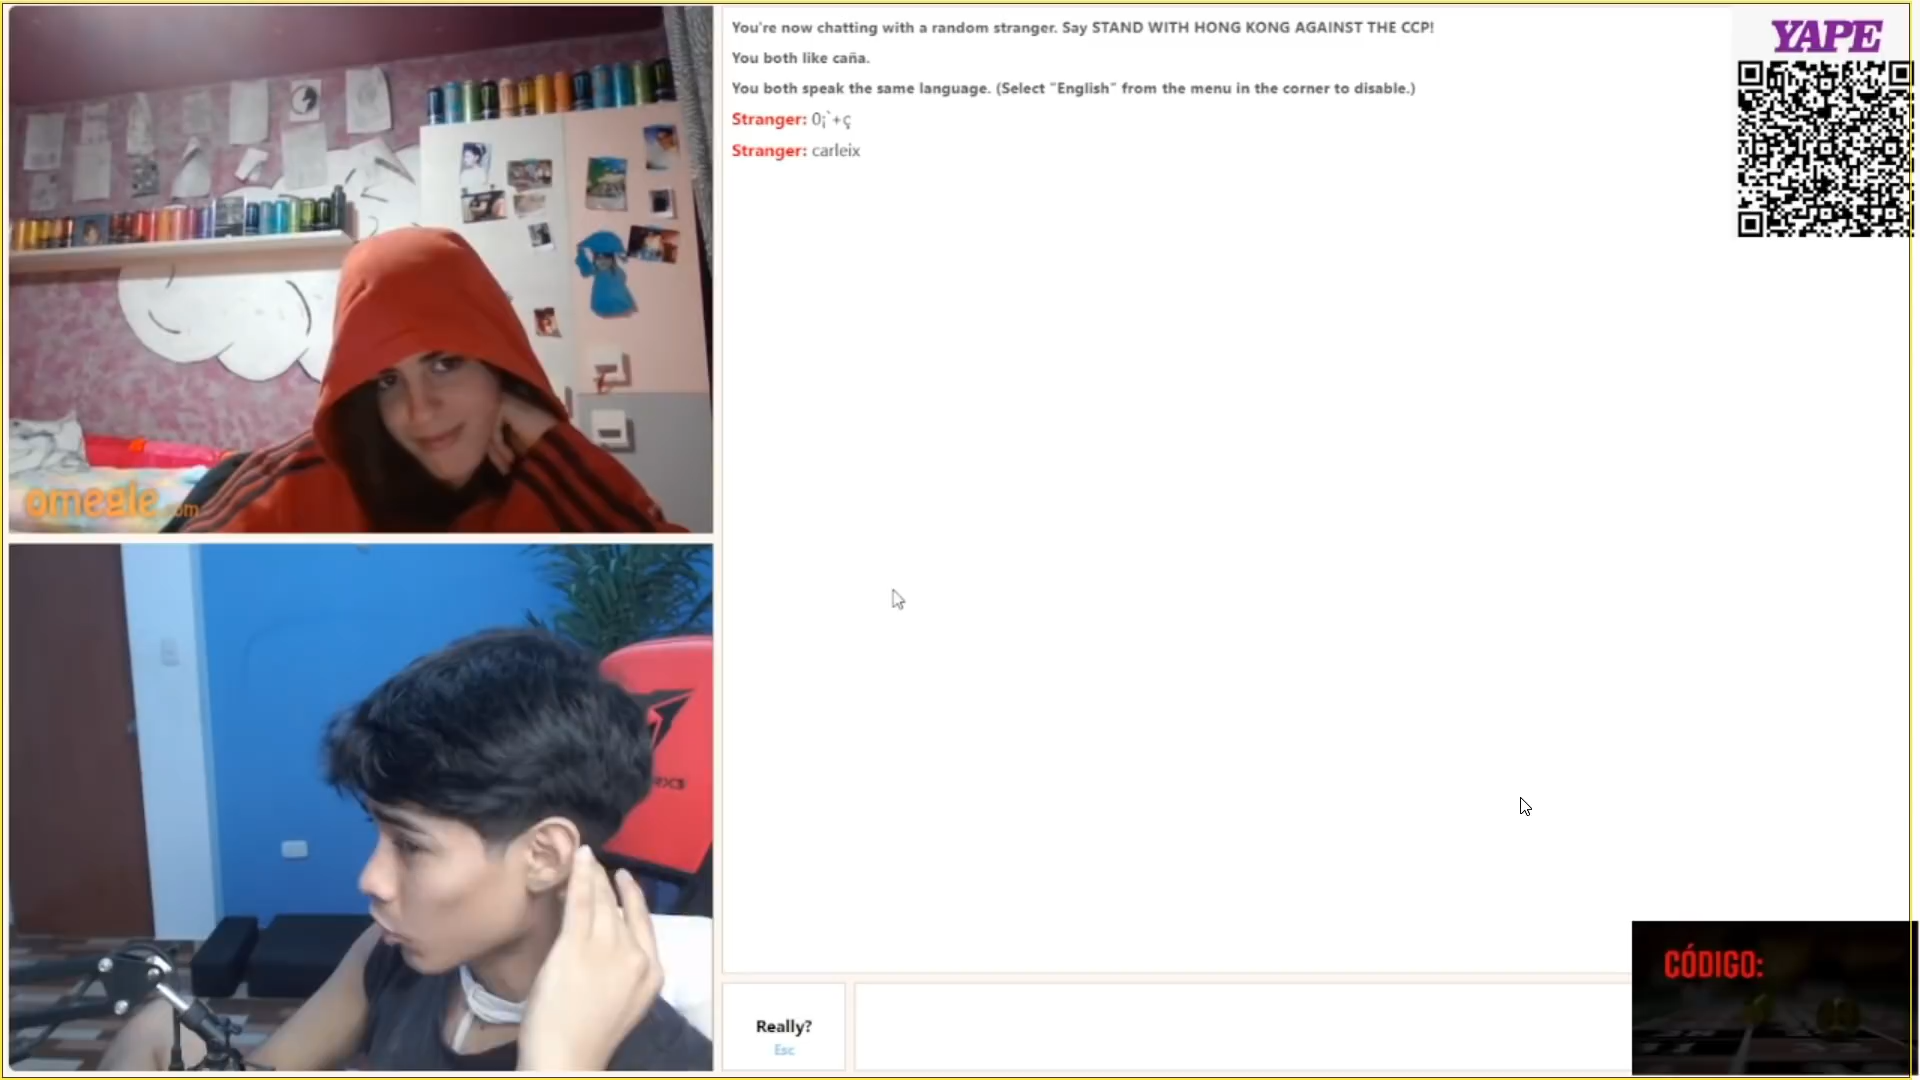 You're now chatting with a random stranger. Say STAND WITH HONG KONG AGAINST THE CCP!
You both like caña.
You both speak the same language. (Select "English" from the menu in the corner to disable.)
Stranger: 0¡`+ç
Stranger: carleix
YAPE
omegle.com
Really?
Esc
CÓDIGO: